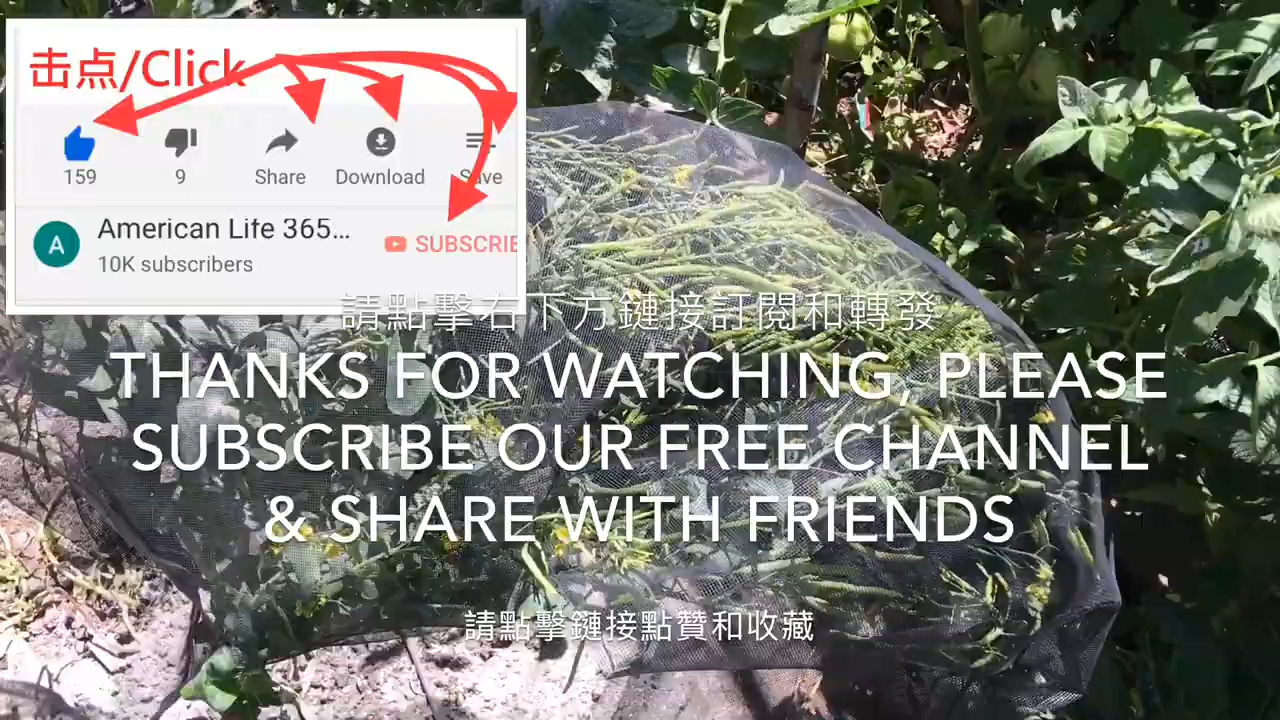 击点/Click
159
9
Share
Download
Save
A
American Life 365...
10K subscribers
SUBSCRIBE
請點擊右下方鏈接訂閱和轉發
THANKS FOR WATCHING, PLEASE
SUBSCRIBE OUR FREE CHANNEL
& SHARE WITH FRIENDS
請點擊鏈接點贊和收藏